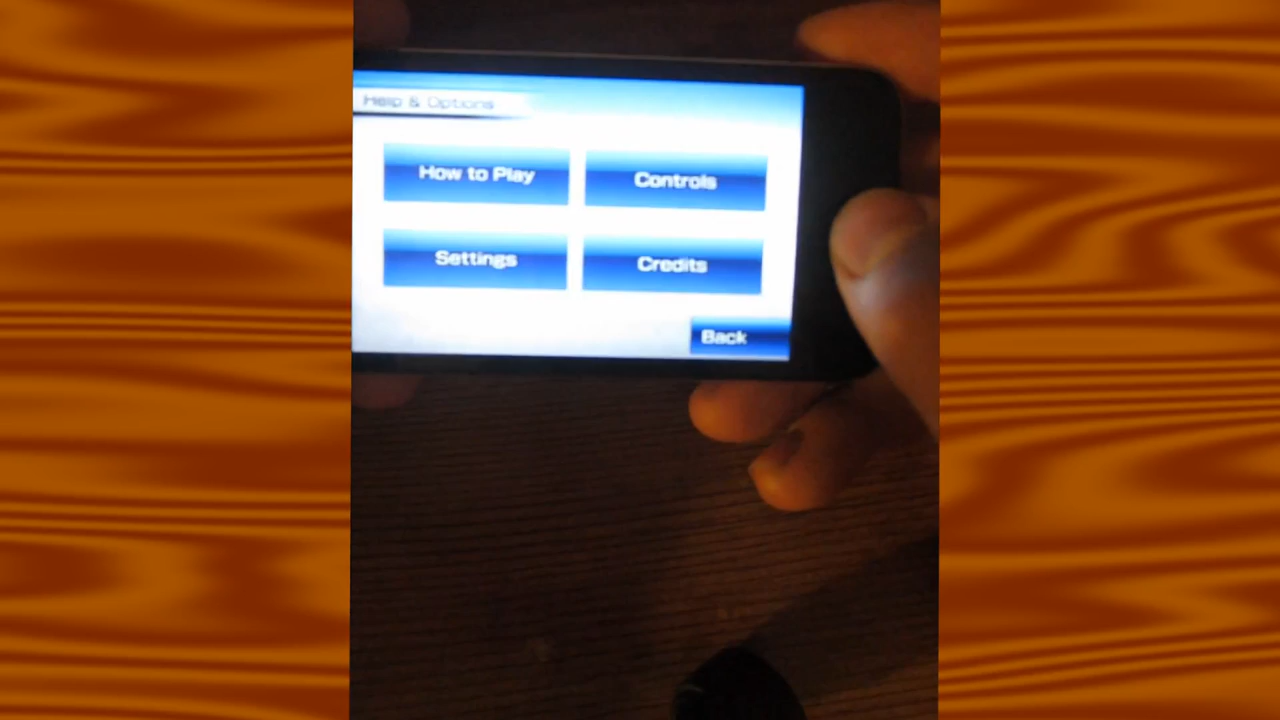 Help & Options
How to Play
Controls
Settings
Credits
Back